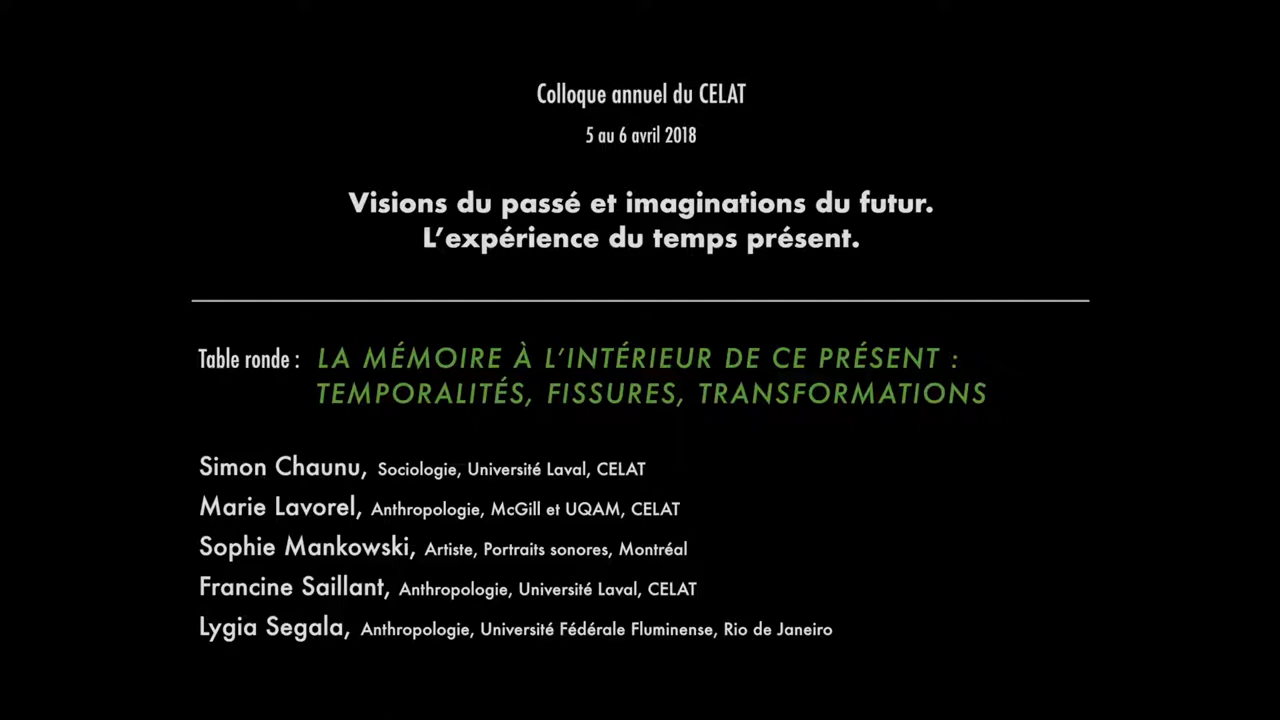 Colloque annuel du CELAT
5 au 6 avril 2018
Visions du passé et imaginations du futur.
L’expérience du temps présent.
Table ronde : LA MÉMOIRE À L’INTÉRIEUR DE CE PRÉSENT :
TEMPORALITÉS, FISSURES, TRANSFORMATIONS
Simon Chaunu, Sociologie, Université Laval, CELAT
Marie Lavorel, Anthropologie, McGill et UQAM, CELAT
Sophie Mankowski, Artiste, Portraits sonores, Montréal
Francine Saillant, Anthropologie, Université Laval, CELAT
Lygia Segala, Anthropologie, Université Fédérale Fluminense, Rio de Janeiro